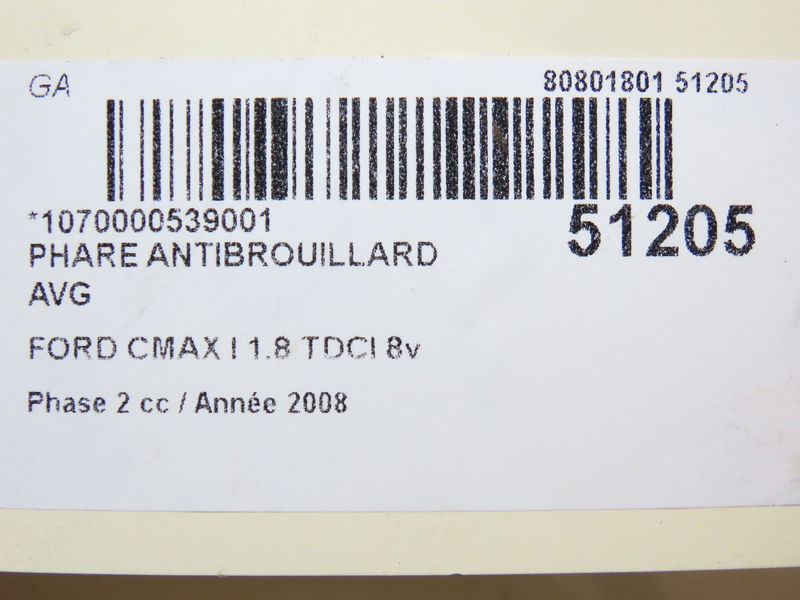 GA
80801801 51205
*1070000539001
51205
PHARE ANTIBROUILLARD
AVG
FORD CMAX I 1.8 TDCI 8v
Phase 2 cc / Année 2008